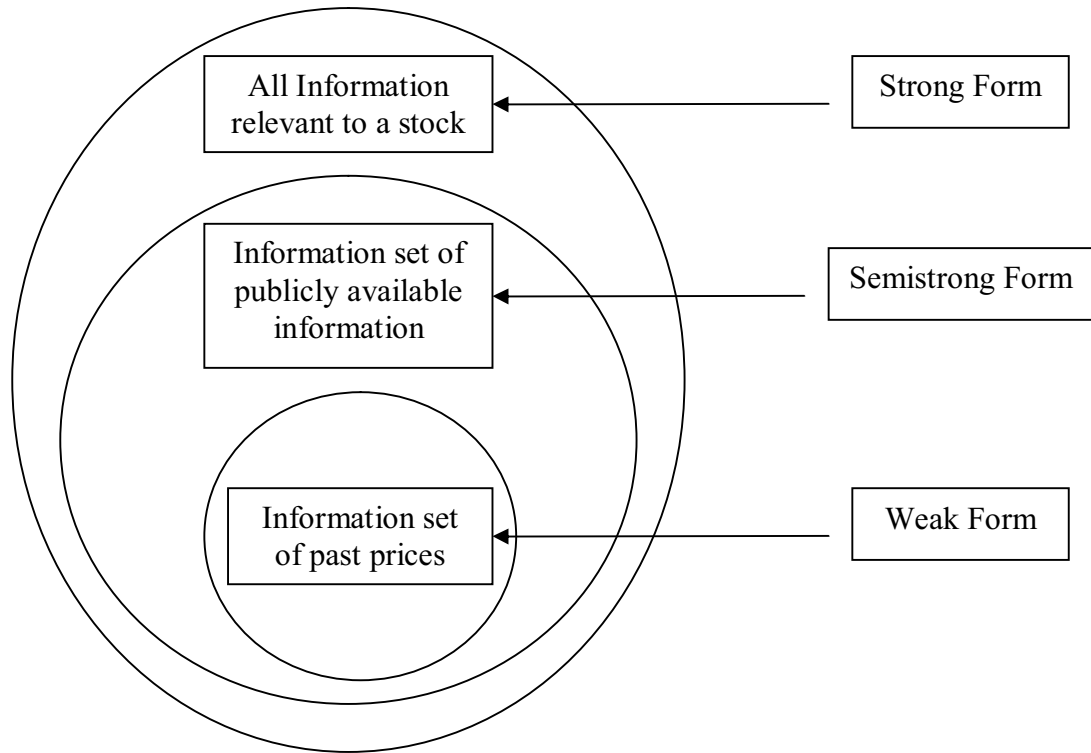 All Information
relevant to a stock
Strong Form
Information set of
publicly available
information
Semistrong Form
Information set
of past prices
Weak Form